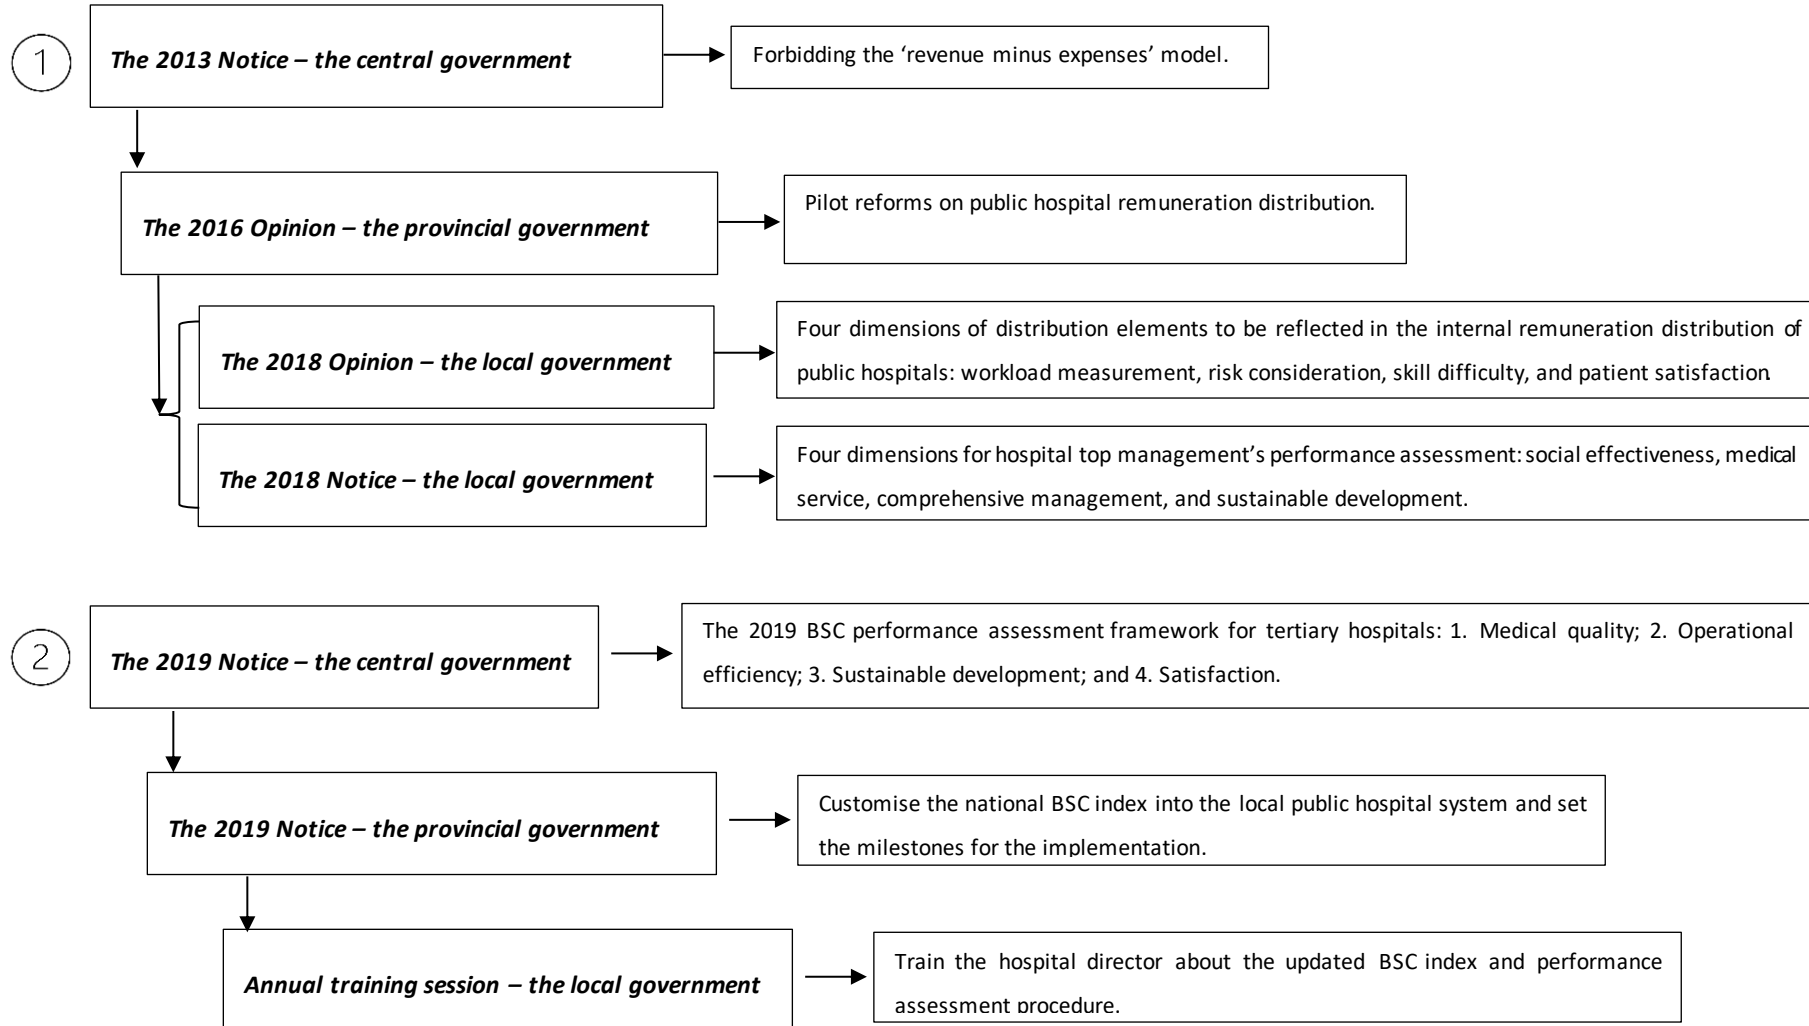 1
The 2013 Notice – the central government
Forbidding the ‘revenue minus expenses’ model.
The 2016 Opinion – the provincial government
Pilot reforms on public hospital remuneration distribution.
The 2018 Opinion – the local government
Four dimensions of distribution elements to be reflected in the internal remuneration distribution of
public hospitals: workload measurement, risk consideration, skill difficulty, and patient satisfaction.
The 2018 Notice – the local government
Four dimensions for hospital top management’s performance assessment: social effectiveness, medical
service, comprehensive management, and sustainable development.
2
The 2019 Notice – the central government
The 2019 BSC performance assessment framework for tertiary hospitals: 1. Medical quality; 2. Operational
efficiency; 3. Sustainable development; and 4. Satisfaction.
The 2019 Notice – the provincial government
Customise the national BSC index into the local public hospital system and set
the milestones for the implementation.
Annual training session – the local government
Train the hospital director about the updated BSC index and performance
assessment procedure.